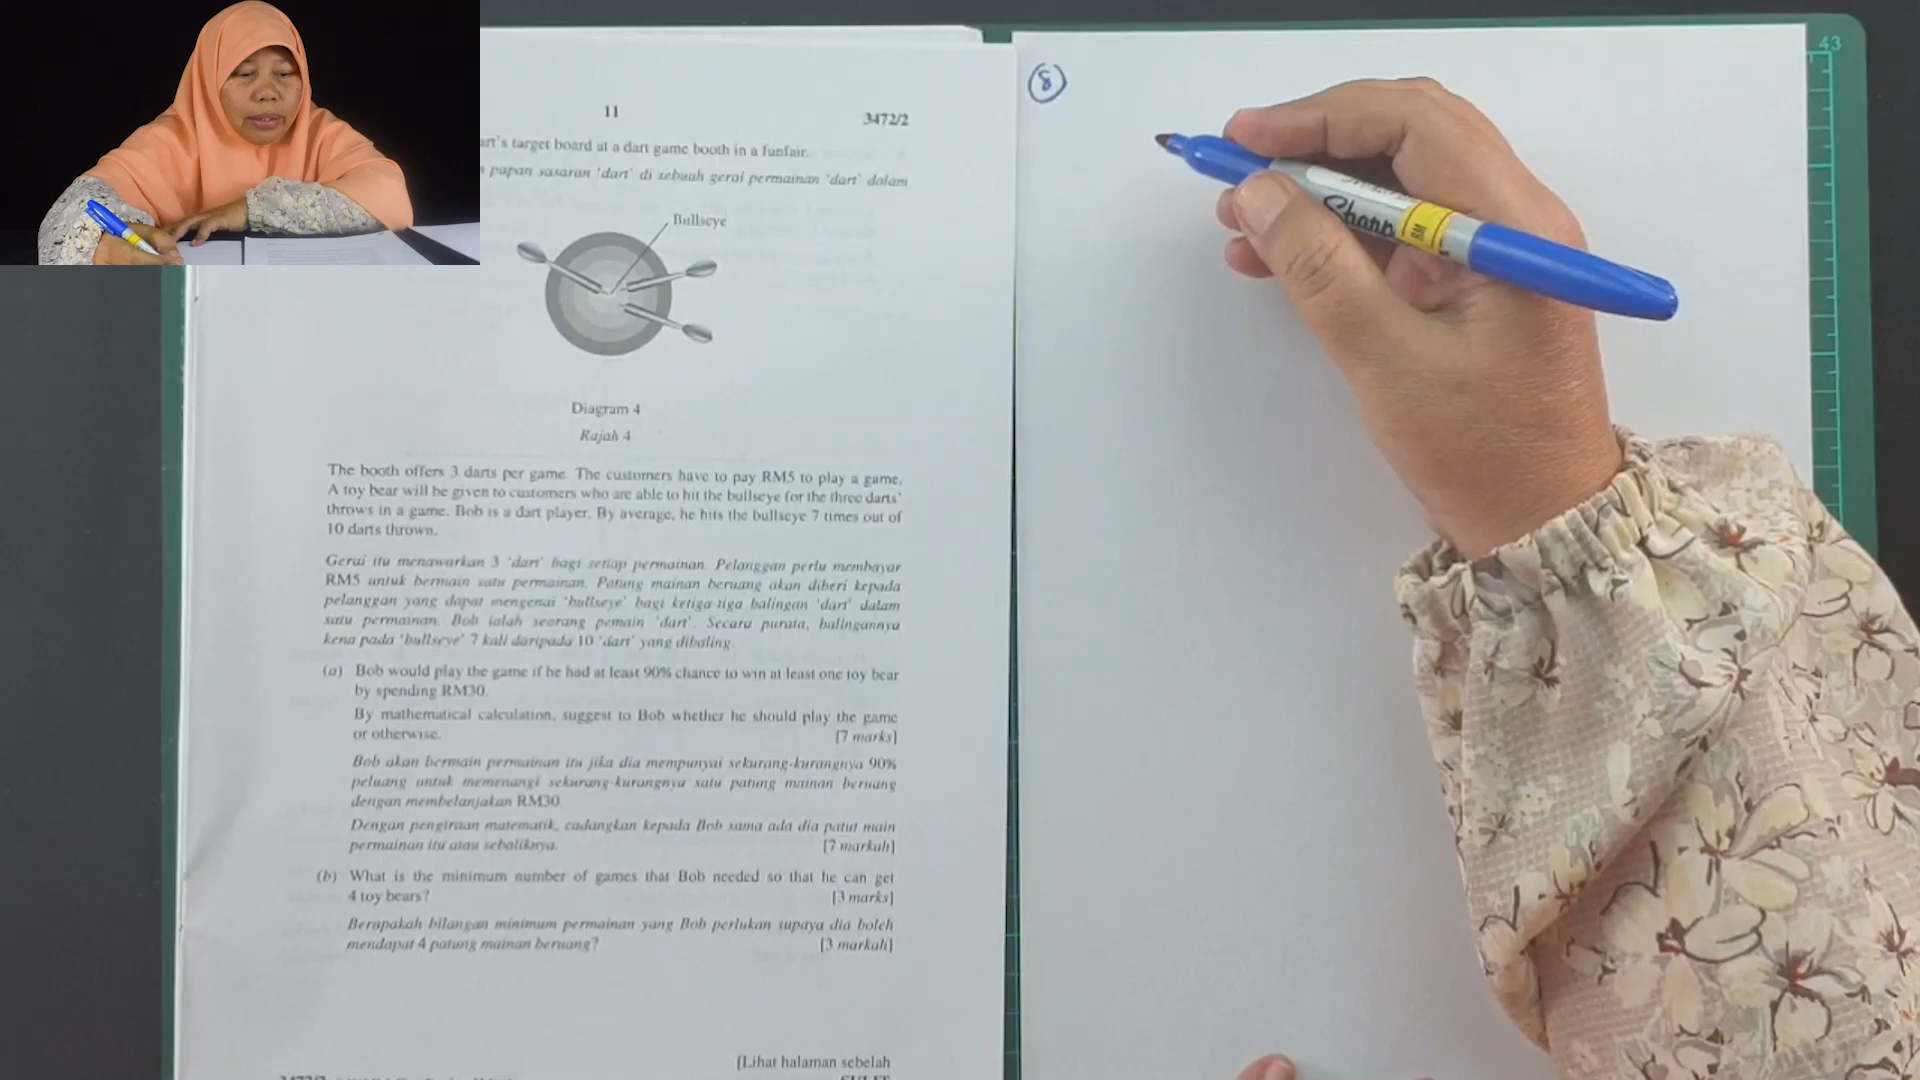 11
3472/2
art's target board at a dart game booth in a funfair.
papan sasaran 'dart' di sebuah gerai permainan 'dart' dalam
Bullseye
Diagram 4
Rajah 4
The booth offers 3 darts per game. The customers have to pay RM5 to play a game.
A toy bear will be given to customers who are able to hit the bullseye for the three darts'
throws in a game. Bob is a dart player. By average, he hits the bullseye 7 times out of
10 darts thrown.
Gerai itu menawarkan 3 'dart' bagi setiap permainan. Pelanggan perlu membayar
RM5 untuk bermain satu permainan. Patung mainan beruang akan diberi kepada
pelanggan yang dapat mengenai 'bullseye' bagi ketiga-tiga balingan 'dart' dalam
satu permainan. Bob ialah seorang pemain 'dart'. Secara purata, balingannya
kena pada 'bullseye' 7 kali daripada 10 'dart' yang dibaling.
(a) Bob would play the game if he had at least 90% chance to win at least one toy bear
by spending RM30.
By mathematical calculation, suggest to Bob whether he should play the game
or otherwise. [7 marks]
Bob akan bermain permainan itu jika dia mempunyai sekurang-kurangnya 90%
peluang untuk memenangi sekurang-kurangnya satu patung mainan beruang
dengan membelanjakan RM30.
Dengan pengiraan matematik, cadangkan kepada Bob sama ada dia patut main
permainan itu atau sebaliknya. [7 markah]
(b) What is the minimum number of games that Bob needed so that he can get
4 toy bears? [3 marks]
Berapakah bilangan minimum permainan yang Bob perlukan supaya dia boleh
mendapat 4 patung mainan beruang? [3 markah]
[Lihat halaman sebelah
SULIT
8
43
Sharp
RM